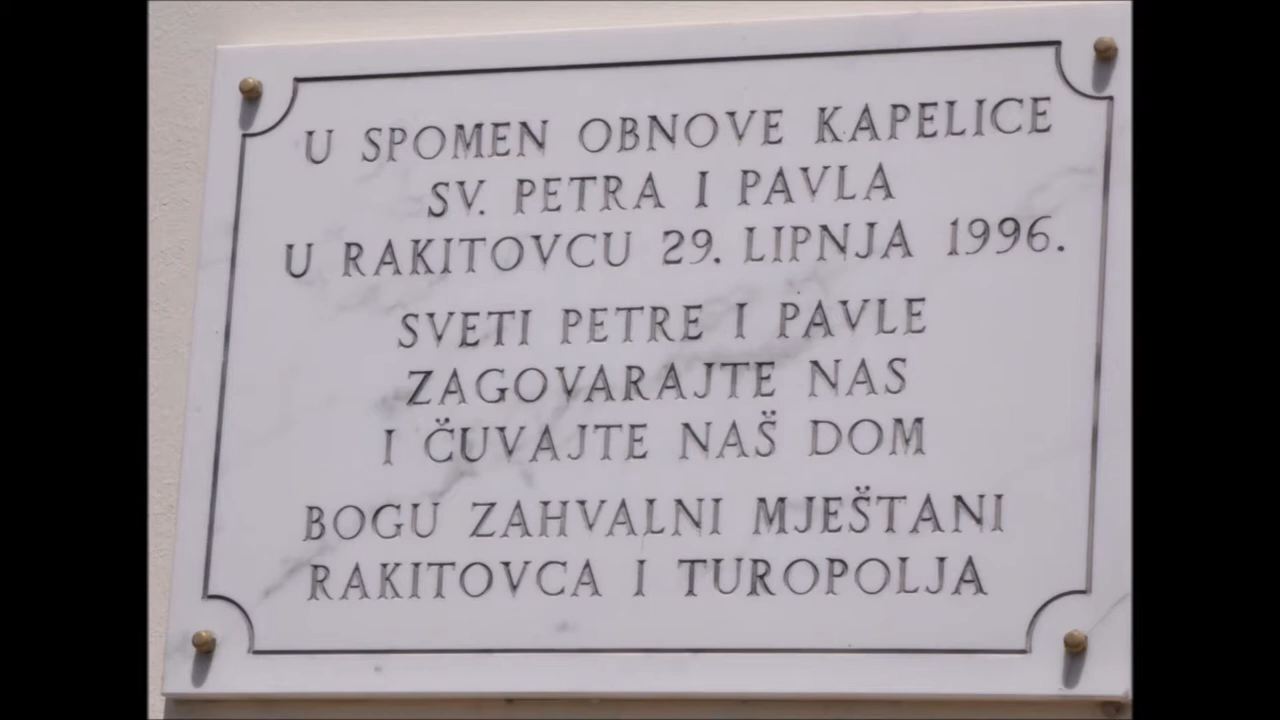 U SPOMEN OBNOVE KAPELICE
SV. PETRA I PAVLA
U RAKITOVCU 29. LIPNJA 1996.
SVETI PETRE I PAVLE
ZAGOVARAJTE NAS
I ČUVAJTE NAŠ DOM
BOGU ZAHVALNI MJEŠTANI
RAKITOVCA I TUROPOLJA